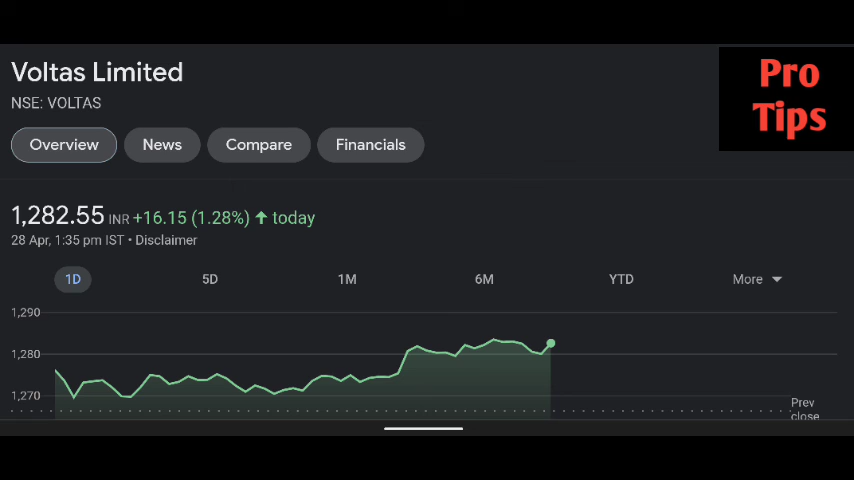 Voltas Limited
NSE: VOLTAS
Pro
Tips
Overview
News
Compare
Financials
1,282.55 INR +16.15 (1.28%) ↑ today
28 Apr, 1:35 pm IST • Disclaimer
1D
5D
1M
6M
YTD
More
1,290
1,280
1,270
Prev
close